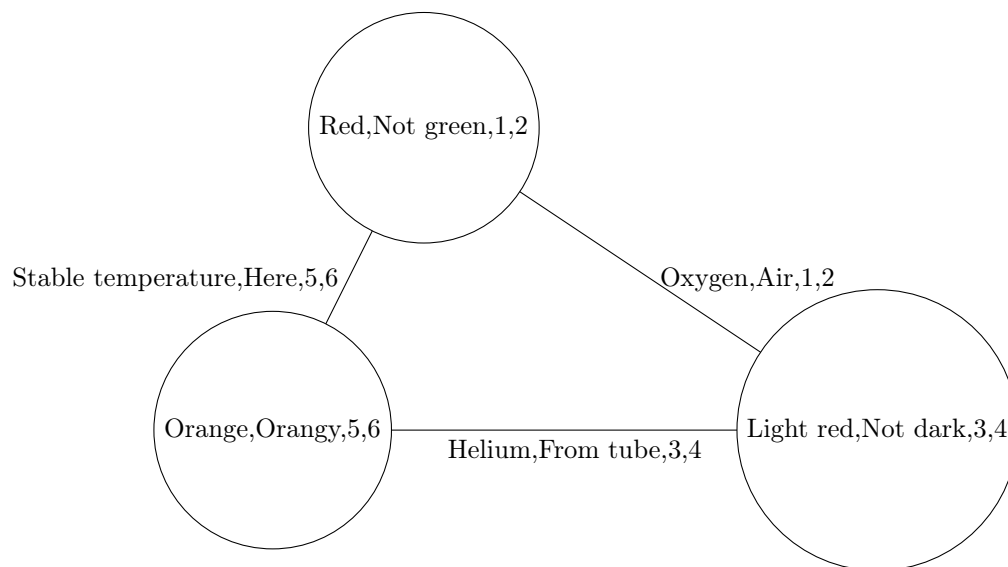 Red,Not green,1,2
Stable temperature,Here,5,6
Oxygen,Air,1,2
Orange,Orangy,5,6
Light red,Not dark,3,4
Helium,From tube,3,4